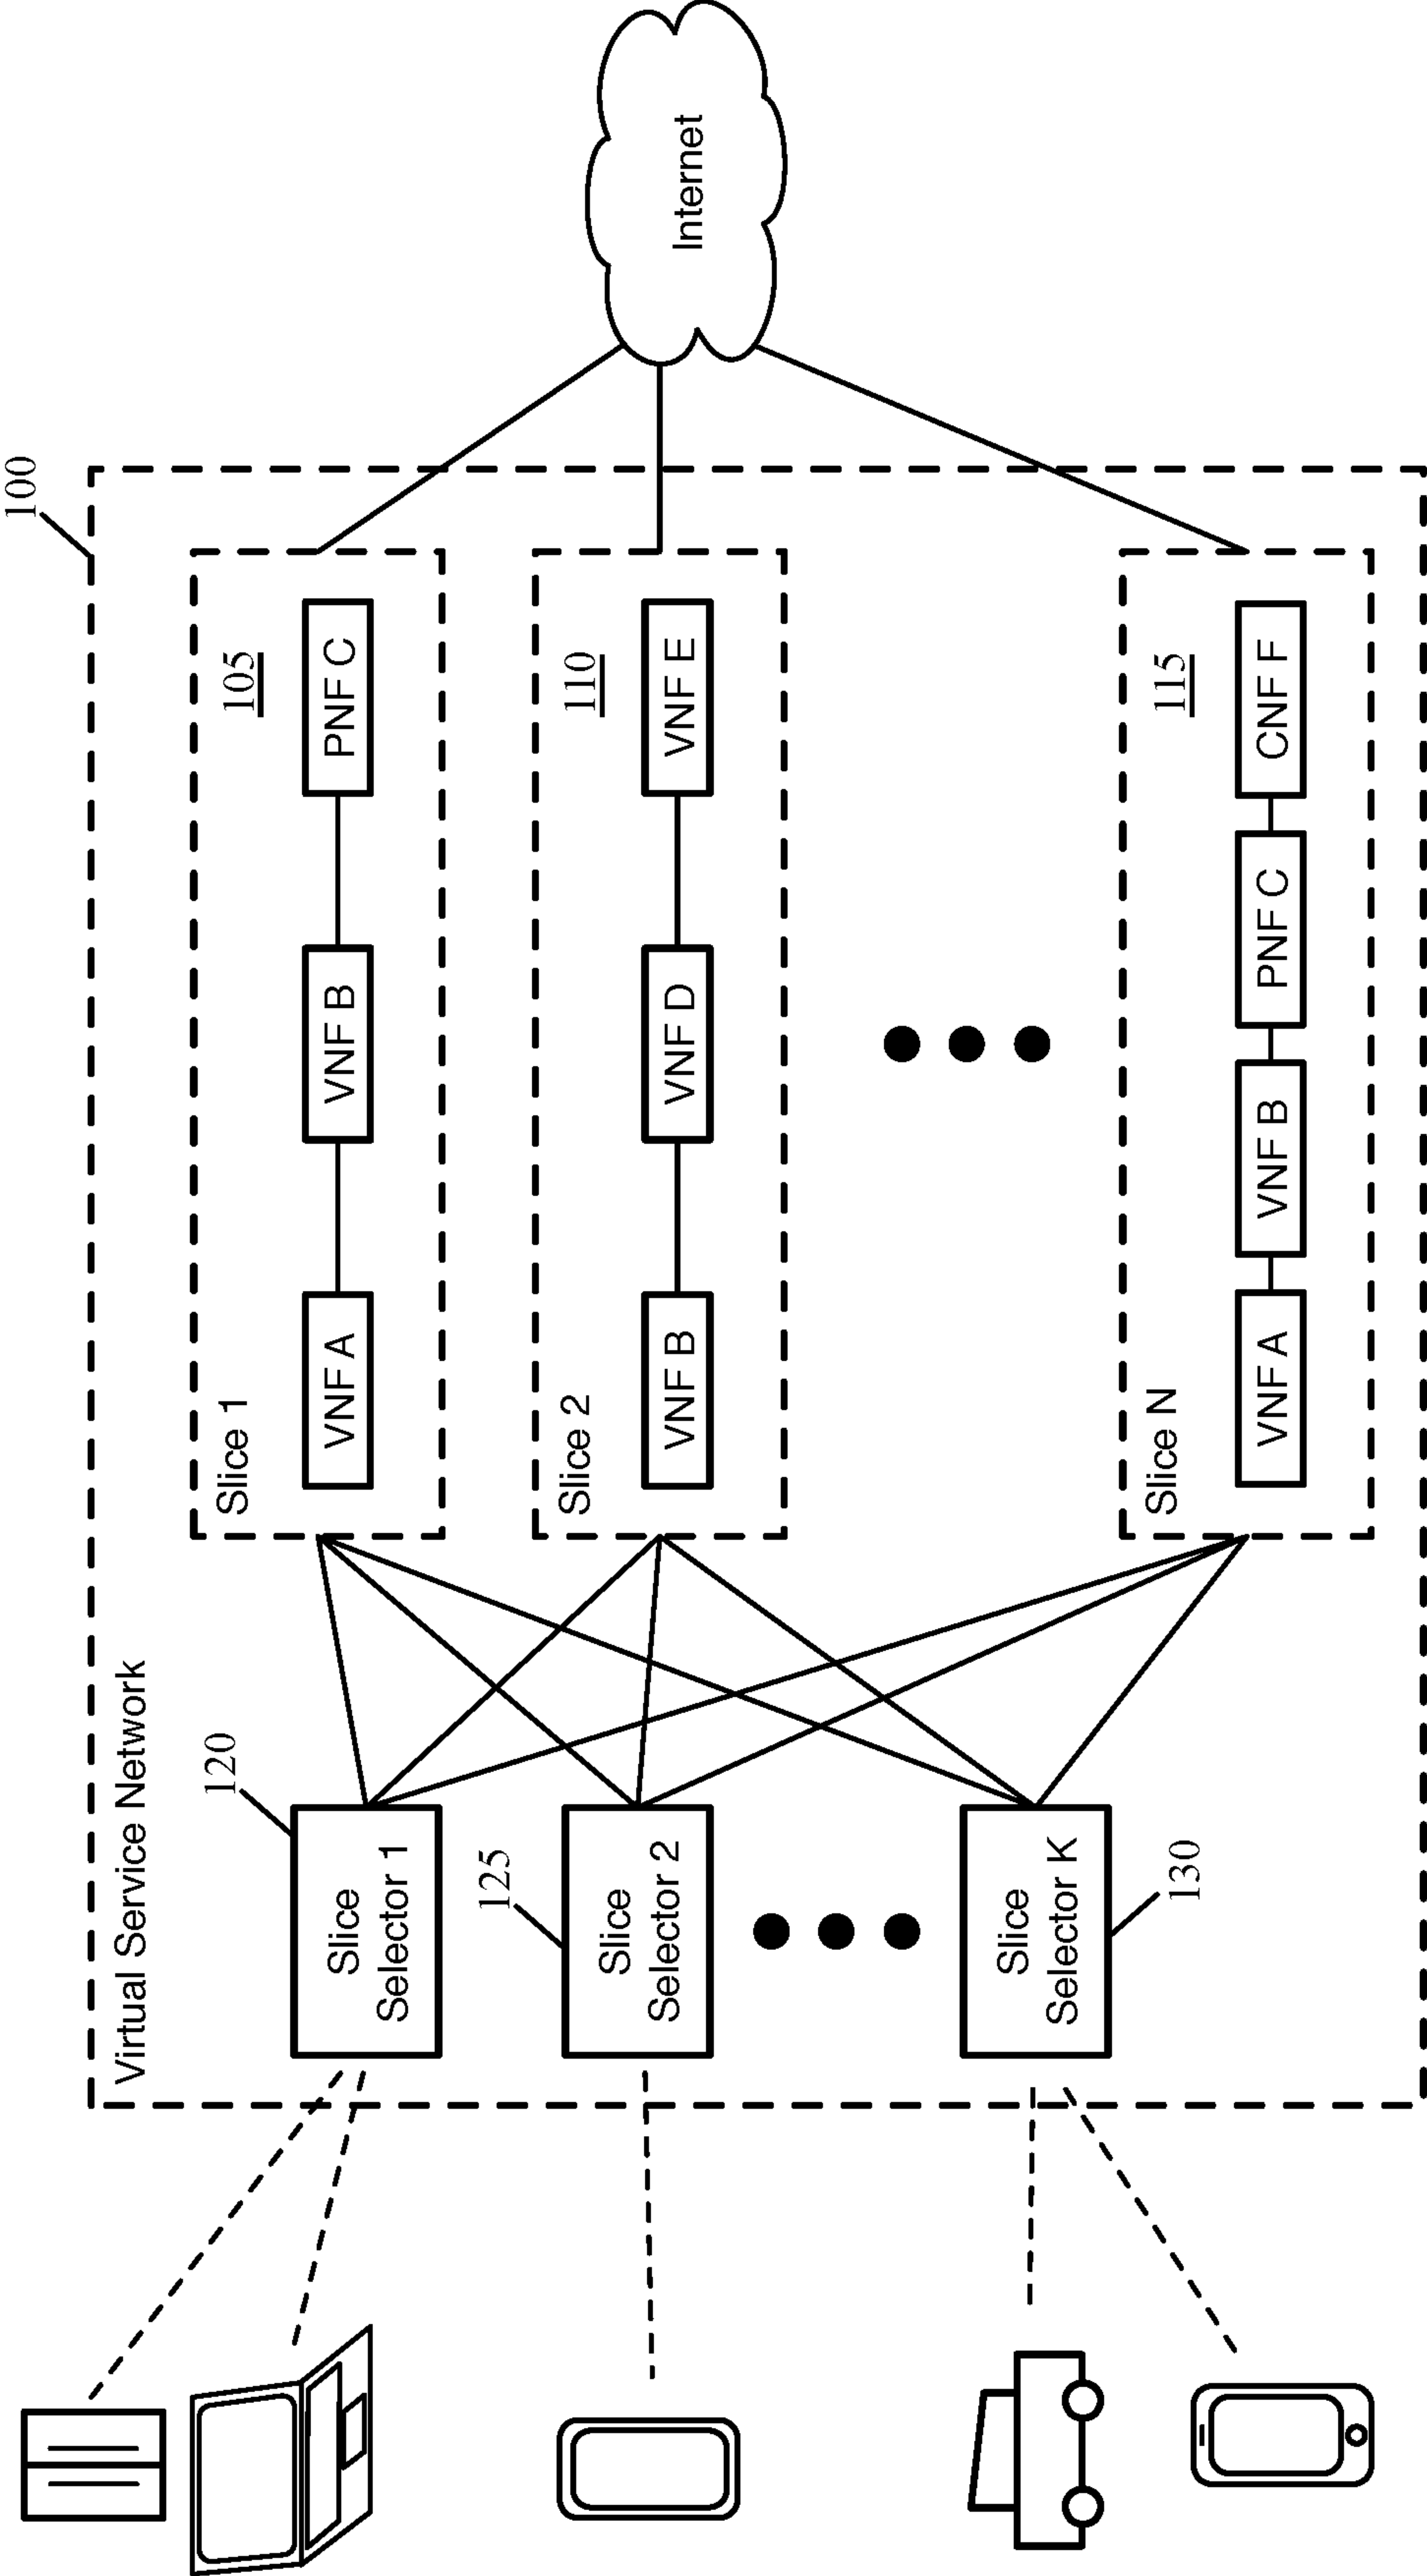 100
Virtual Service Network
120
Slice
Selector 1
125
Slice
Selector 2
Slice
Selector K
130
Slice 1
105
VNF A
VNF B
PNF C
Slice 2
110
VNF B
VNF D
VNF E
Slice N
115
VNF A
VNF B
PNF C
CNF F
Internet